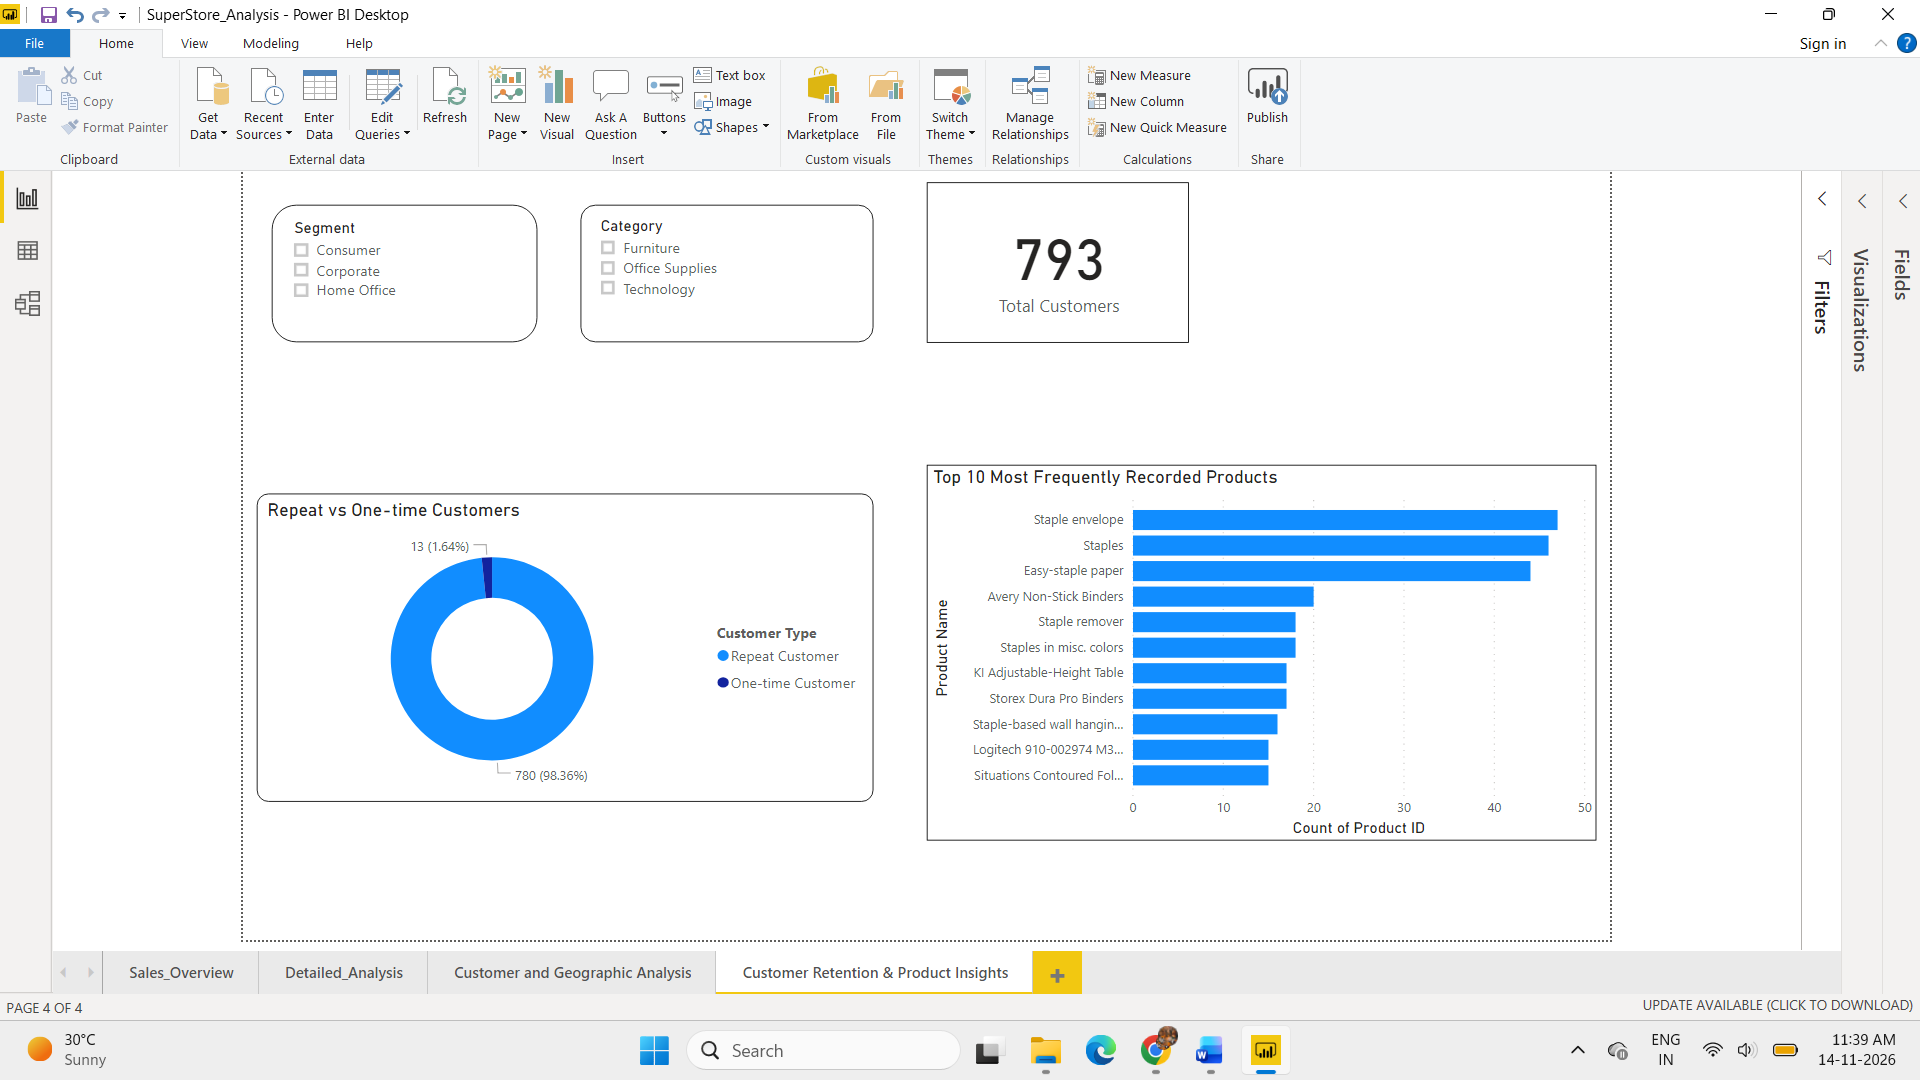 SuperStore_Analysis - Power BI Desktop
File Home View Modeling Help Sign in ?
Paste Cut Copy Format Painter
Clipboard
Get Data Recent Sources Enter Data Edit Queries Refresh
External data
New Page New Visual Ask A Question Buttons Text box Image Shapes
Insert
From Marketplace From File
Custom visuals
Switch Theme
Themes
Manage Relationships
Relationships
New Measure
New Column
New Quick Measure
Calculations
Publish
Share
Segment
Consumer
Corporate
Home Office
Category
Furniture
Office Supplies
Technology
793
Total Customers
Filters
Visualizations
Fields
Repeat vs One-time Customers
13 (1.64%)
780 (98.36%)
Customer Type
Repeat Customer
One-time Customer
Top 10 Most Frequently Recorded Products
Product Name
Staple envelope
Staples
Easy-staple paper
Avery Non-Stick Binders
Staple remover
Staples in misc. colors
KI Adjustable-Height Table
Storex Dura Pro Binders
Staple-based wall hangin...
Logitech 910-002974 M3...
Situations Contoured Fol...
0 10 20 30 40 50
Count of Product ID
Sales_Overview Detailed_Analysis Customer and Geographic Analysis Customer Retention & Product Insights +
PAGE 4 OF 4 UPDATE AVAILABLE (CLICK TO DOWNLOAD)
30°C
Sunny
Search
W
ENG
IN
11:39 AM
14-11-2026